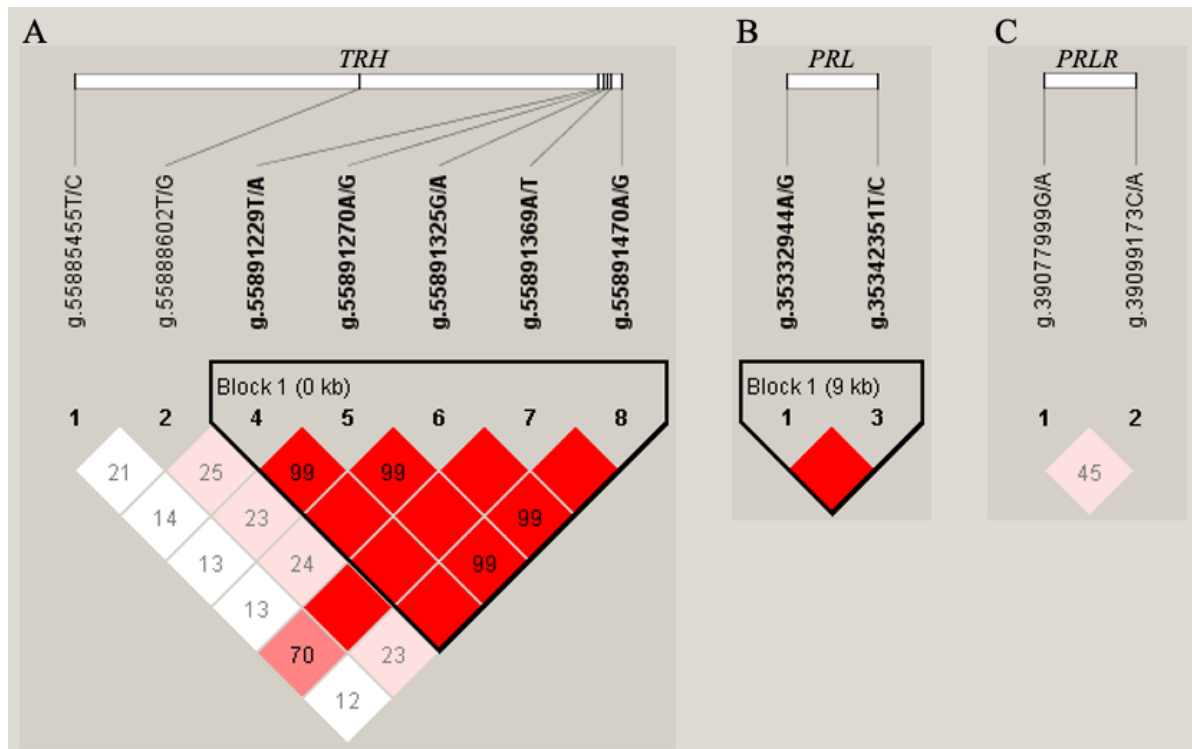 A
B
C
TRH
PRL
PRLR
g.55885455T/C
g.55888602T/G
g.55891229T/A
g.55891270A/G
g.55891325G/A
g.55891369A/T
g.55891470A/G
g.35332944A/G
g.35342351T/C
g.39077999G/A
g.39099173C/A
Block 1 (0 kb)
Block 1 (9 kb)
1 2 4 5 6 7 8
1 3
1 2
21 25 99 99
45
14 23 99
13 24 99
13
70 23
12